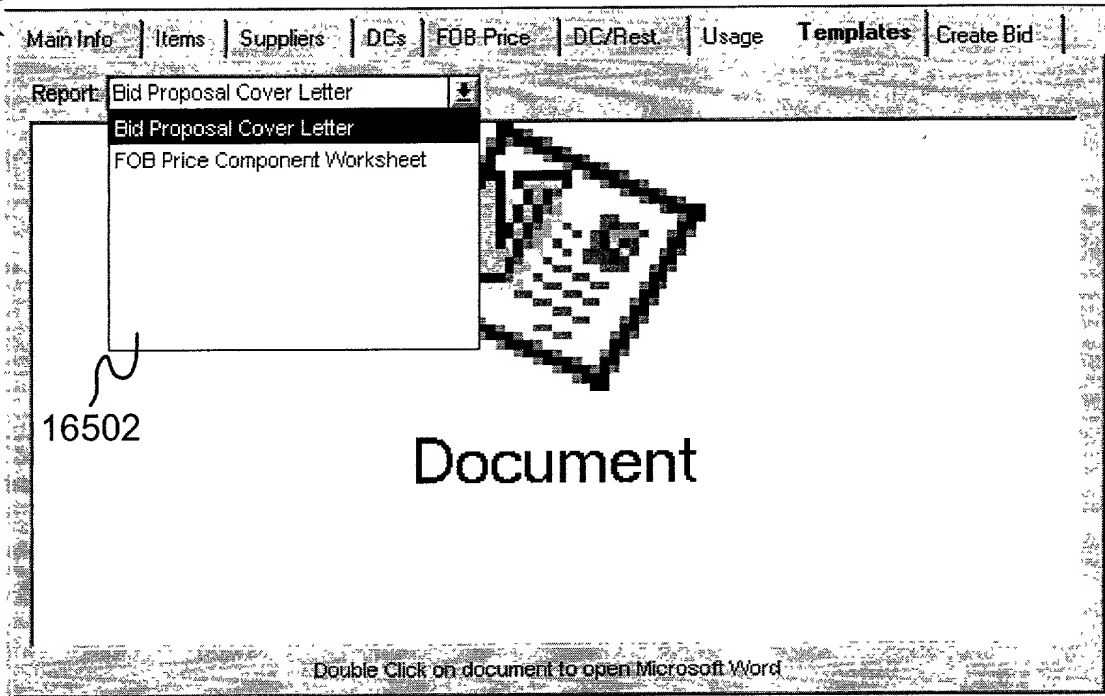 Main Info Items Suppliers DCs FOB Price DC/Rest. Usage Templates Create Bid
Report: Bid Proposal Cover Letter
Bid Proposal Cover Letter
FOB Price Component Worksheet
16502
Document
Double Click on document to open Microsoft Word